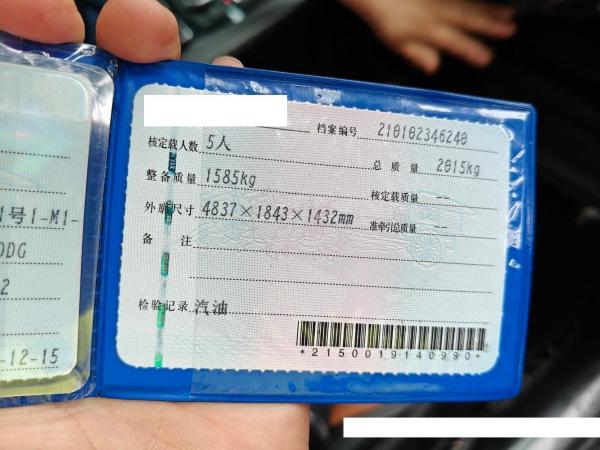 号1-M1-
DDG
2
-12-15
档案编号 210102346240
核定载人数 5人
总质量 2015kg
整备质量 1585kg
核定载质量 --
外廓尺寸 4837×1843×1432mm
准牵引总质量 --
备注
检验记录 汽油
*2150019140990*